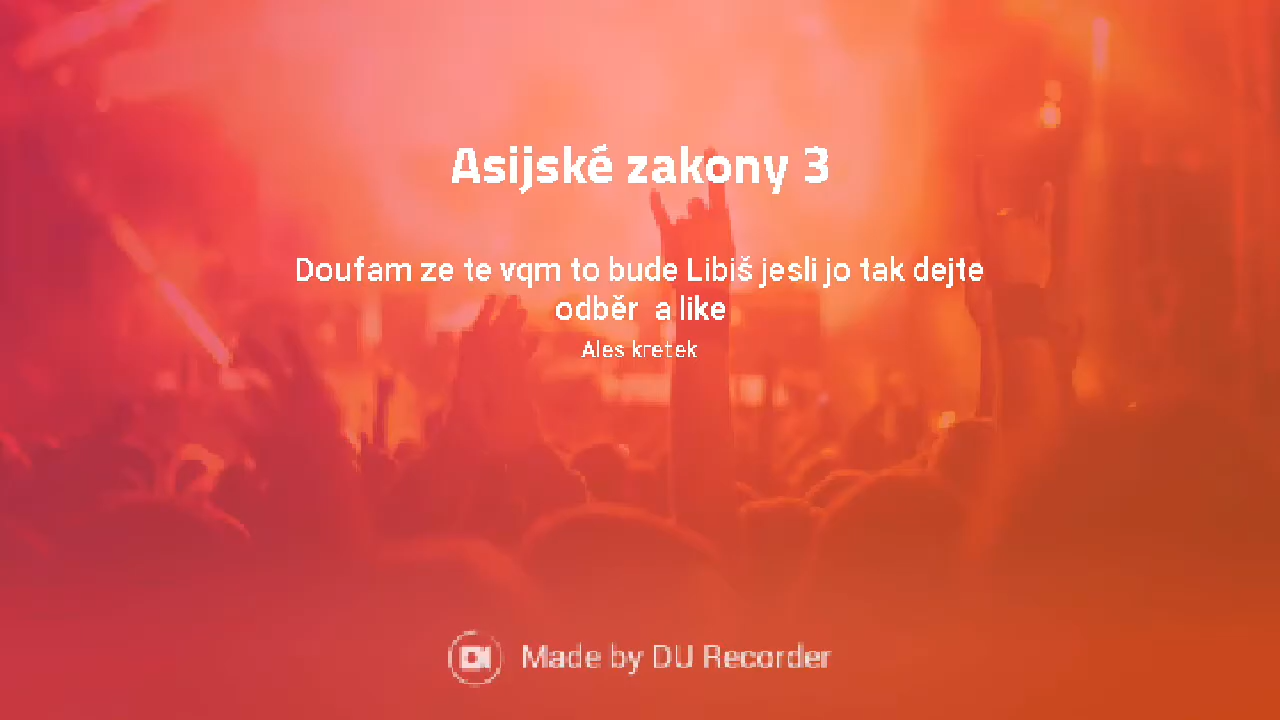 Asijské zakony 3
Doufam ze te vqm to bude Libiš jesli jo tak dejte
odběr a like
Ales kretek
Made by DU Recorder